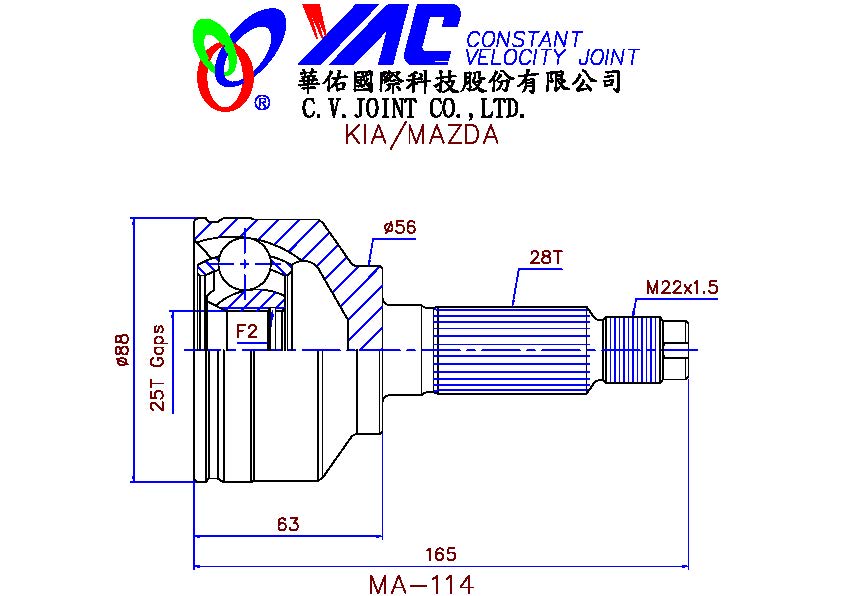 YAC CONSTANT
VELOCITY JOINT
®
華佑國際科技股份有限公司
C.V.JOINT CO.,LTD.
KIA/MAZDA
ø56
28T
M22x1.5
F2
ø88
25T Gaps
63
165
MA-114